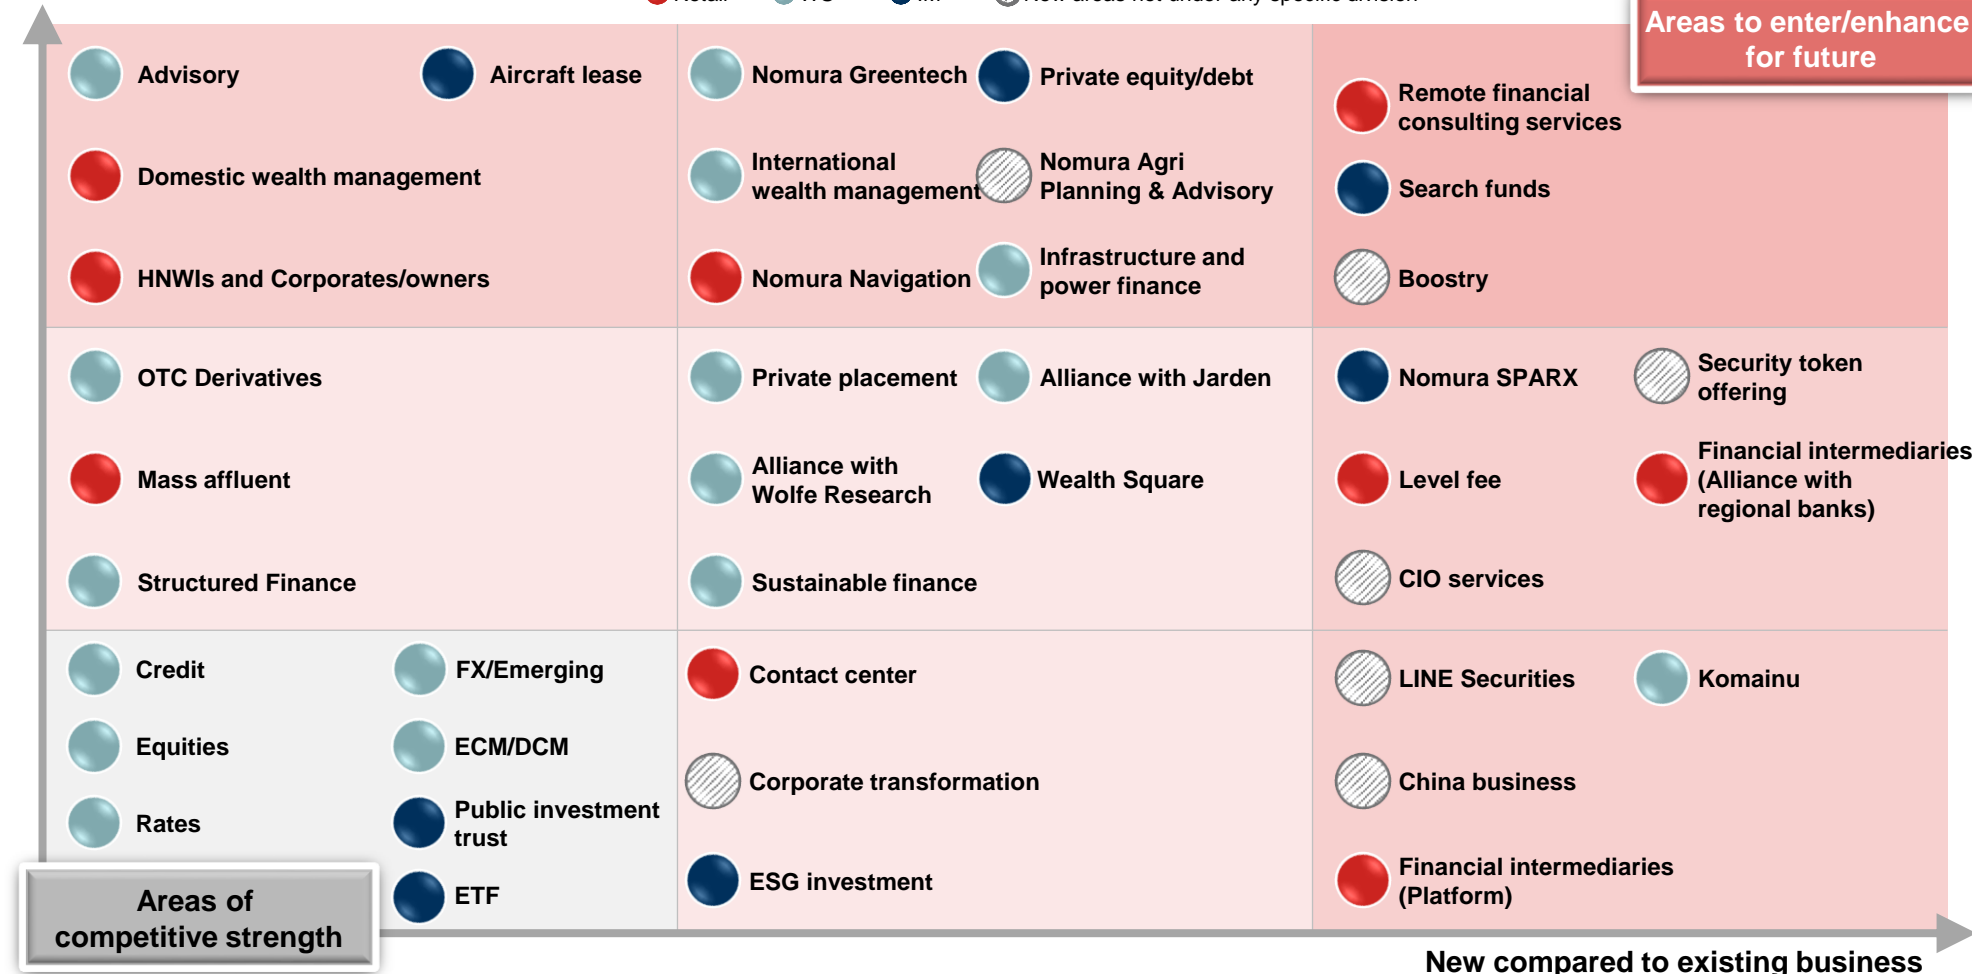 Areas to enter/enhance
for future
Advisory
Aircraft lease
Nomura Greentech
Private equity/debt
Remote financial
consulting services
Domestic wealth management
International
wealth management
Nomura Agri
Planning & Advisory
Search funds
HNWIs and Corporates/owners
Nomura Navigation
Infrastructure and
power finance
Boostry
OTC Derivatives
Private placement
Alliance with Jarden
Nomura SPARX
Security token
offering
Mass affluent
Alliance with
Wolfe Research
Wealth Square
Level fee
Financial intermediaries
(Alliance with
regional banks)
Structured Finance
Sustainable finance
CIO services
Credit
FX/Emerging
Contact center
LINE Securities
Komainu
Equities
ECM/DCM
Corporate transformation
China business
Rates
Public investment
trust
ETF
ESG investment
Financial intermediaries
(Platform)
Areas of
competitive strength
New compared to existing business